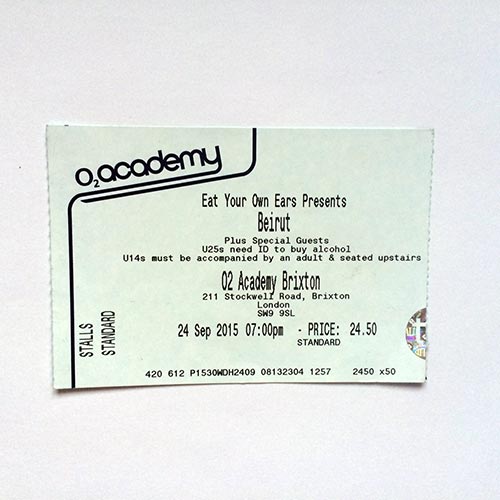 O2 academy
Eat Your Own Ears Presents
Beirut
Plus Special Guests
U25s need ID to buy alcohol
U14s must be accompanied by an adult & seated upstairs
O2 Academy Brixton
211 Stockwell Road, Brixton
London
SW9 9SL
24 Sep 2015 07:00pm - PRICE: 24.50
STANDARD
STALLS
STANDARD
420 612 P1530WDH2409 08132304 1257 2450 x50